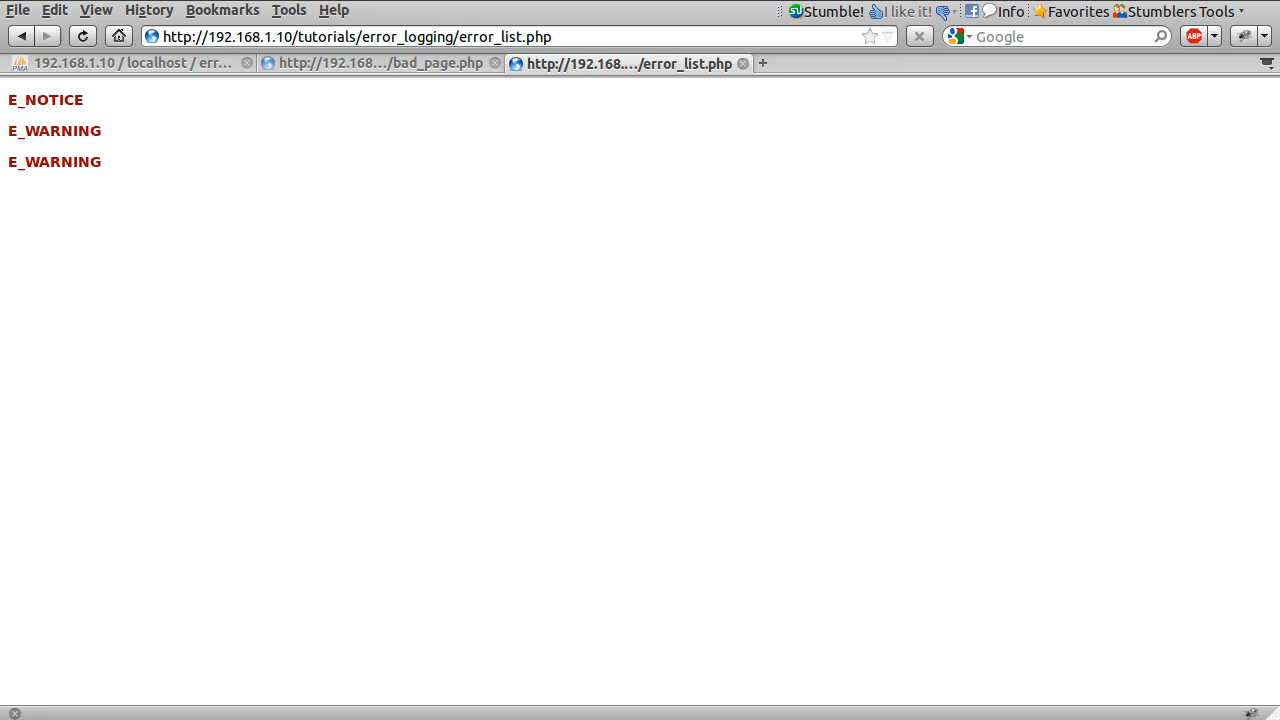 File Edit View History Bookmarks Tools Help
Stumble! I like it! Info Favorites Stumblers Tools
http://192.168.1.10/tutorials/error_logging/error_list.php
Google
ABP
192.168.1.10 / localhost / err...
http://192.168.../bad_page.php
http://192.168.../error_list.php
E_NOTICE
E_WARNING
E_WARNING